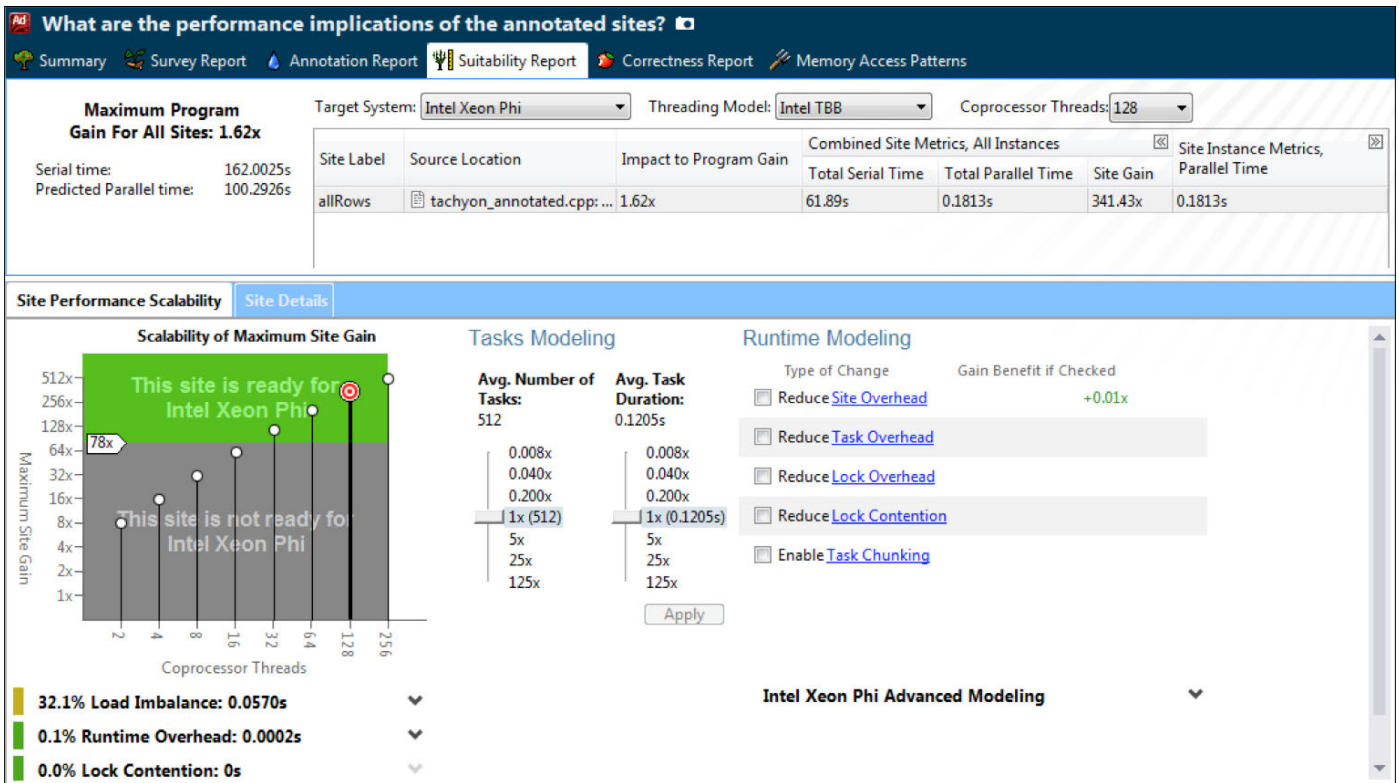 Ad What are the performance implications of the annotated sites?
Summary Survey Report Annotation Report Suitability Report Correctness Report Memory Access Patterns
Maximum Program
Gain For All Sites: 1.62x
Serial time: 162.0025s
Predicted Parallel time: 100.2926s
Target System: Intel Xeon Phi Threading Model: Intel TBB Coprocessor Threads: 128
Site Label Source Location Impact to Program Gain Combined Site Metrics, All Instances Site Instance Metrics,
Parallel Time
Total Serial Time Total Parallel Time Site Gain
allRows tachyon_annotated.cpp: ... 1.62x 61.89s 0.1813s 341.43x 0.1813s
Site Performance Scalability Site Details
Scalability of Maximum Site Gain
Maximum Site Gain
512x
256x
128x
64x
32x
16x
8x
4x
2x
1x
This site is ready for
Intel Xeon Phi
78x
This site is not ready for
Intel Xeon Phi
2 4 8 16 32 64 128 256
Coprocessor Threads
Tasks Modeling
Avg. Number of
Tasks:
512
0.008x
0.040x
0.200x
1x (512)
5x
25x
125x
Avg. Task
Duration:
0.1205s
0.008x
0.040x
0.200x
1x (0.1205s)
5x
25x
125x
Apply
Runtime Modeling
Type of Change Gain Benefit if Checked
Reduce Site Overhead +0.01x
Reduce Task Overhead
Reduce Lock Overhead
Reduce Lock Contention
Enable Task Chunking
32.1% Load Imbalance: 0.0570s
0.1% Runtime Overhead: 0.0002s
0.0% Lock Contention: 0s
Intel Xeon Phi Advanced Modeling